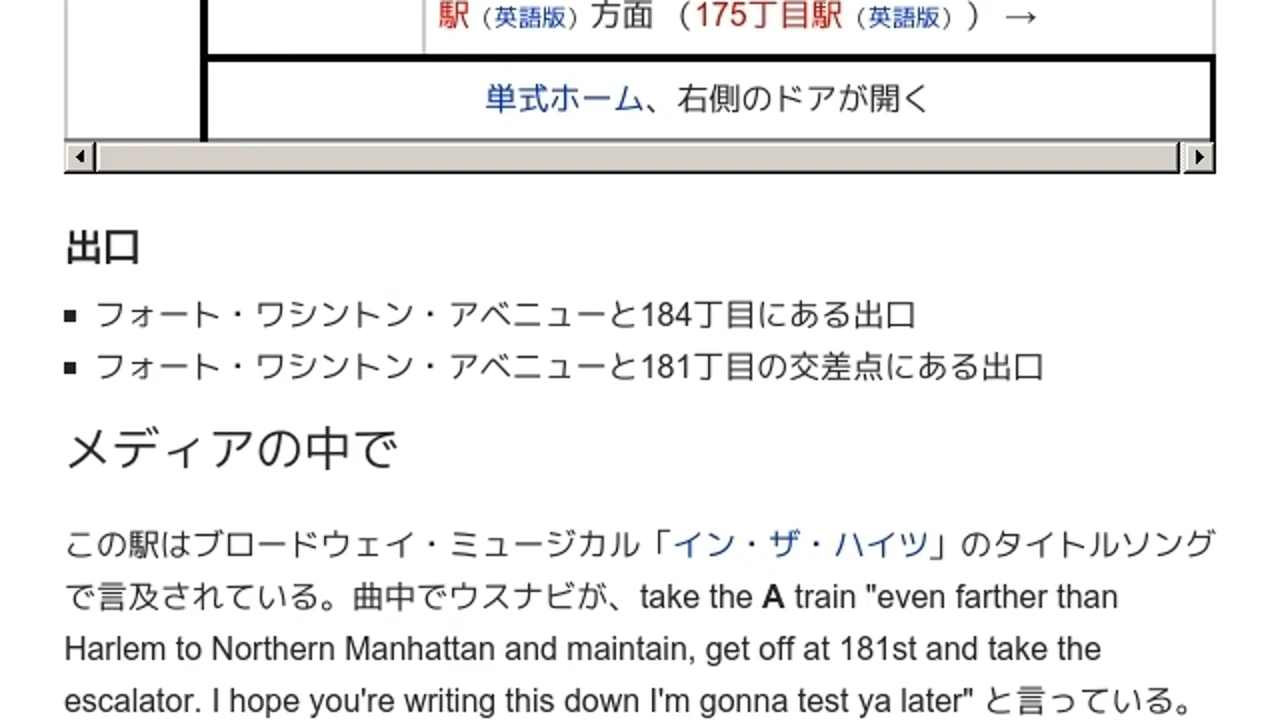 駅（英語版）方面 （175丁目駅（英語版）） →
単式ホーム、右側のドアが開く
出口
フォート・ワシントン・アベニューと184丁目にある出口
フォート・ワシントン・アベニューと181丁目の交差点にある出口
メディアの中で
この駅はブロードウェイ・ミュージカル「イン・ザ・ハイツ」のタイトルソング
で言及されている。曲中でウスナビが、take the A train "even farther than
Harlem to Northern Manhattan and maintain, get off at 181st and take the
escalator. I hope you're writing this down I'm gonna test ya later" と言っている。